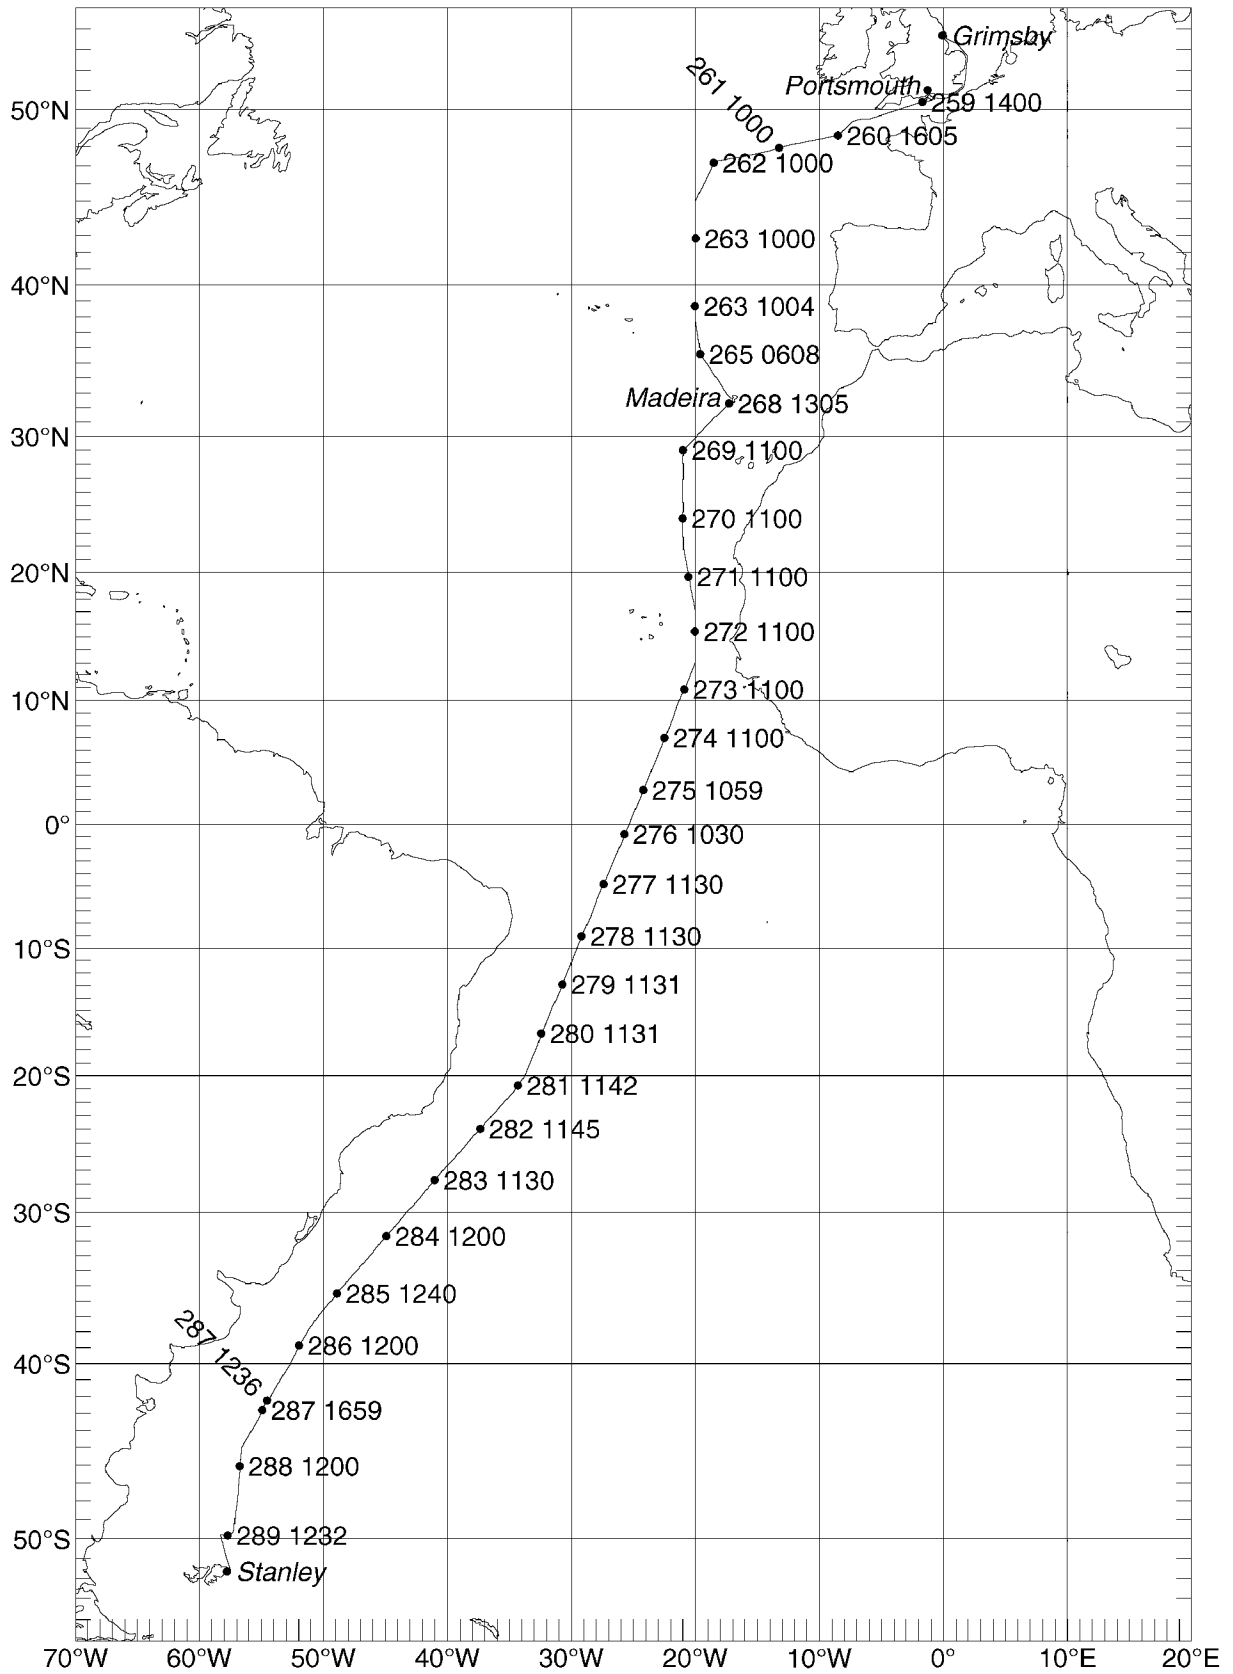 Grimsby
261 1000
Portsmouth
259 1400
50°N
260 1605
262 1000
263 1000
40°N
263 1004
265 0608
Madeira
268 1305
30°N
269 1100
270 1100
20°N
271 1100
272 1100
273 1100
10°N
274 1100
275 1059
0°
276 1030
277 1130
278 1130
10°S
279 1131
280 1131
20°S
281 1142
282 1145
283 1130
30°S
284 1200
285 1240
287 1236
286 1200
40°S
287 1659
288 1200
289 1232
50°S
Stanley
70°W 60°W 50°W 40°W 30°W 20°W 10°W 0° 10°E 20°E